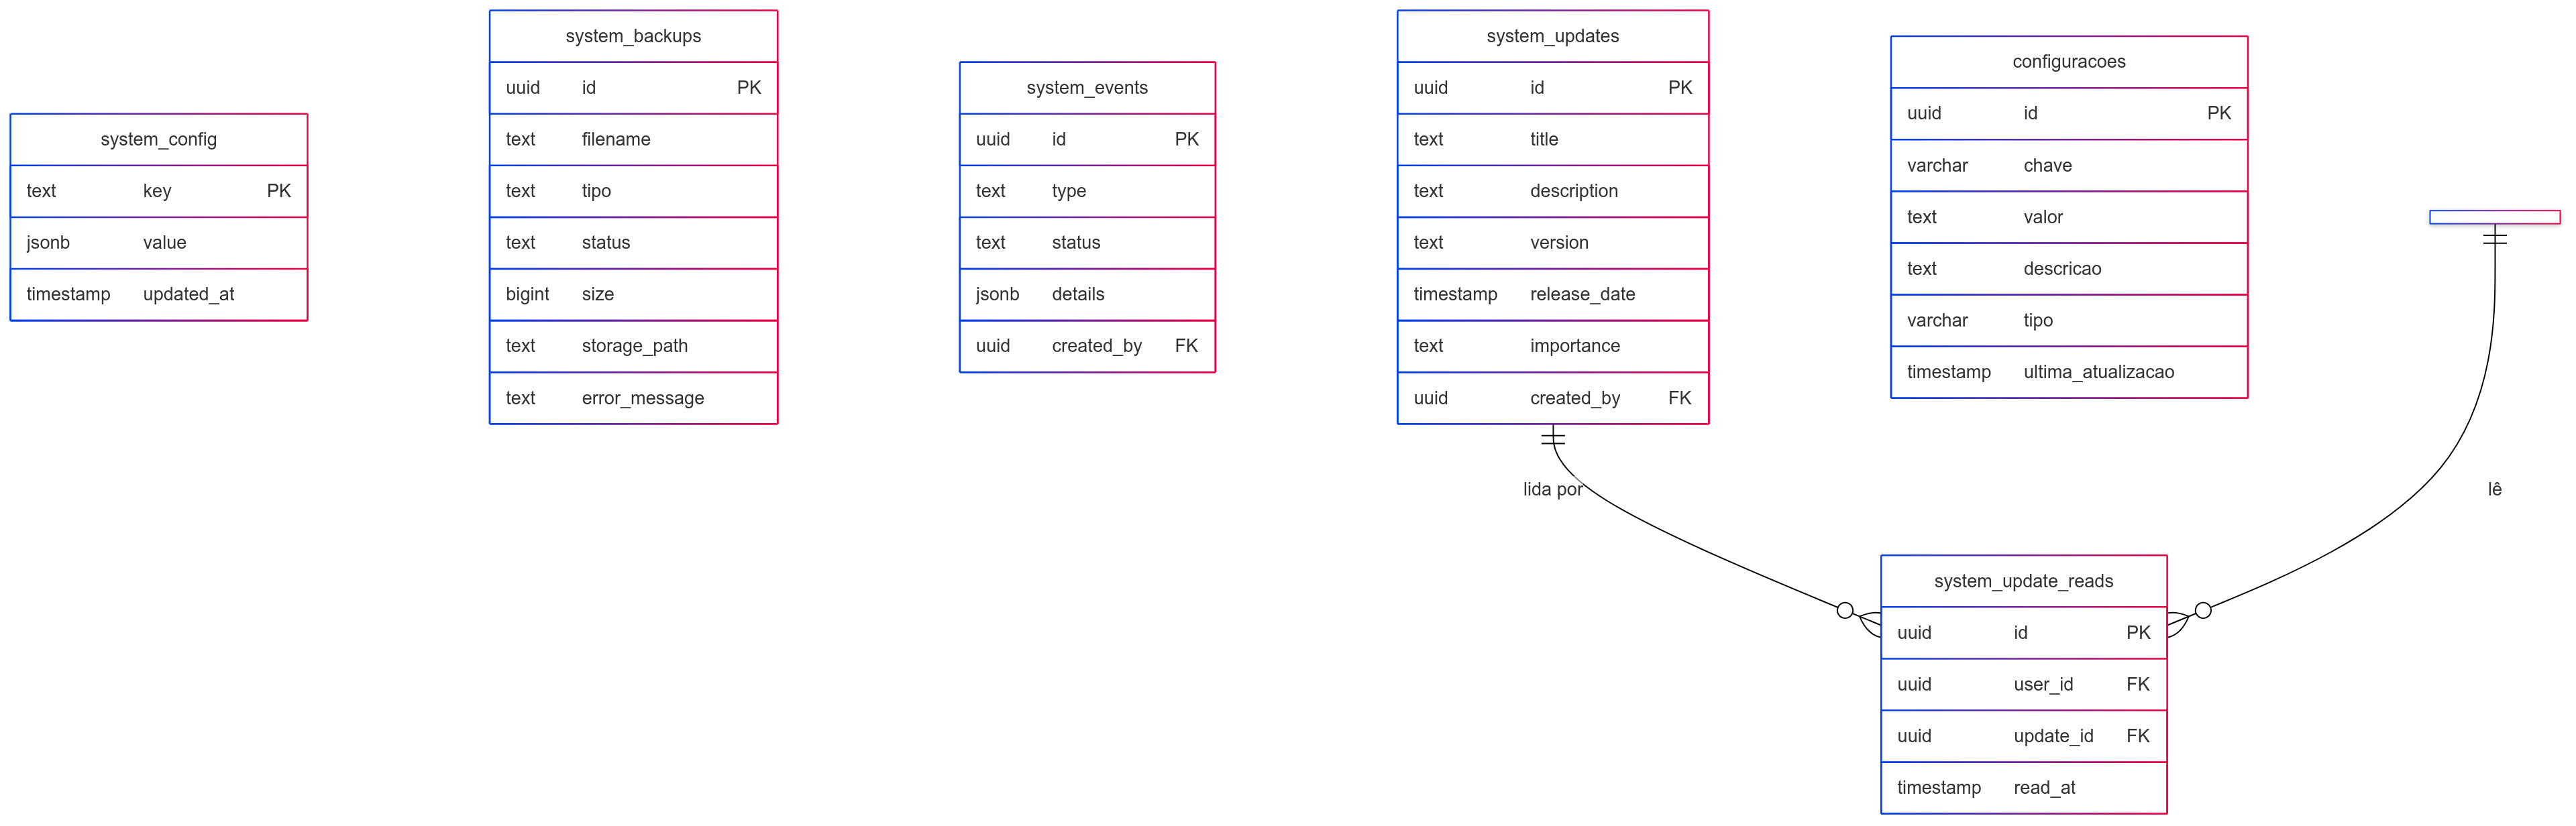 system_config
text key PK
jsonb value
timestamp updated_at
system_backups
uuid id PK
text filename
text tipo
text status
bigint size
text storage_path
text error_message
system_events
uuid id PK
text type
text status
jsonb details
uuid created_by FK
system_updates
uuid id PK
text title
text description
text version
timestamp release_date
text importance
uuid created_by FK
configuracoes
uuid id PK
varchar chave
text valor
text descricao
varchar tipo
timestamp ultima_atualizacao
lida por
lê
system_update_reads
uuid id PK
uuid user_id FK
uuid update_id FK
timestamp read_at